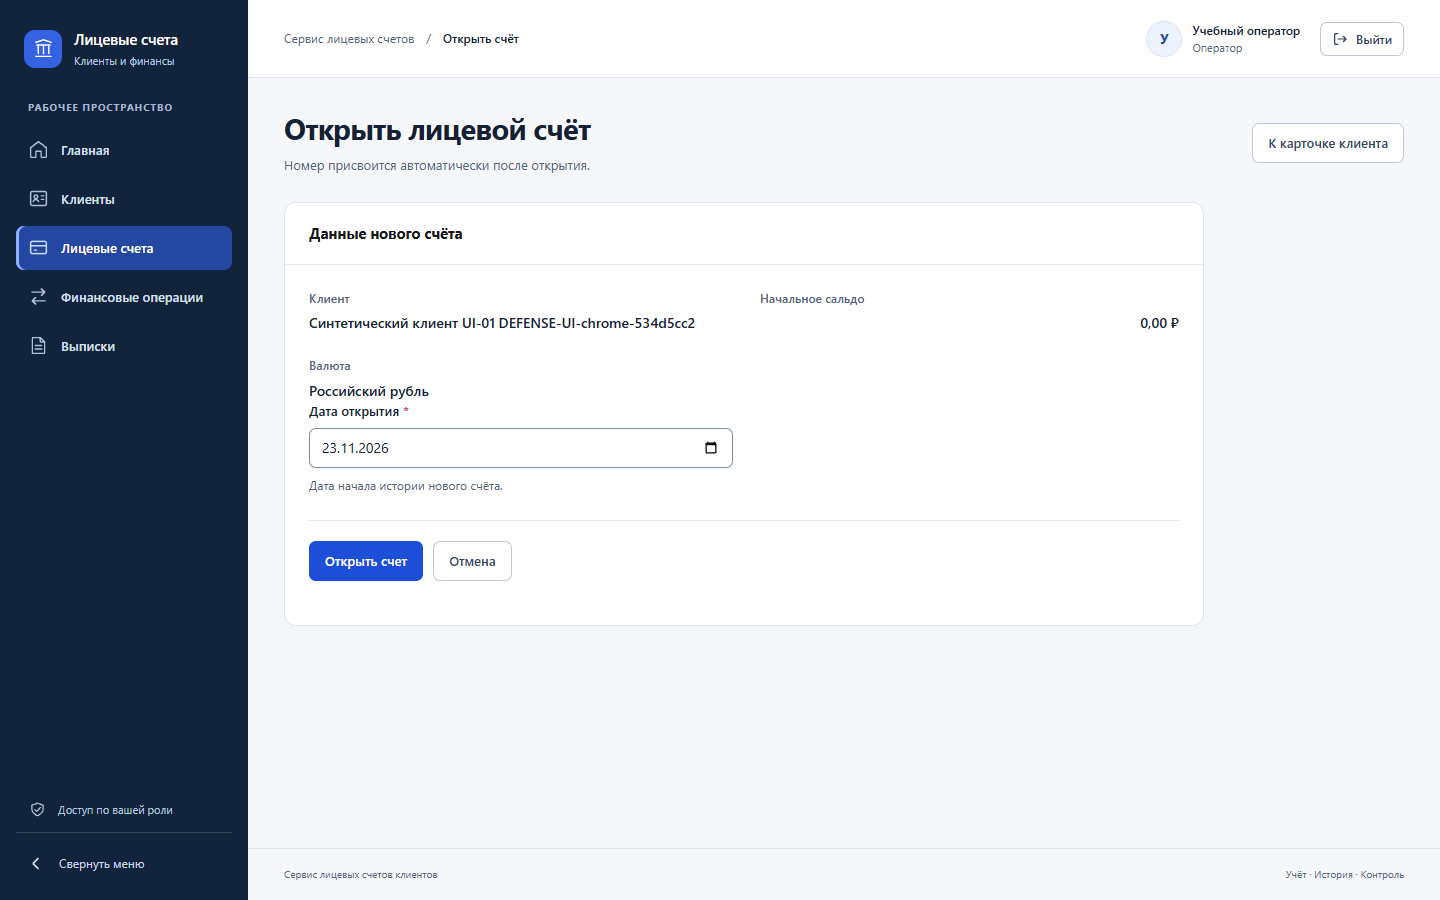 Лицевые счета
Клиенты и финансы
РАБОЧЕЕ ПРОСТРАНСТВО
Главная
Клиенты
Лицевые счета
Финансовые операции
Выписки
Доступ по вашей роли
Свернуть меню
Сервис лицевых счетов / Открыть счёт
У
Учебный оператор
Оператор
Выйти
Открыть лицевой счёт
Номер присвоится автоматически после открытия.
К карточке клиента
Данные нового счёта
Клиент
Синтетический клиент UI-01 DEFENSE-UI-chrome-534d5cc2
Начальное сальдо
0,00 ₽
Валюта
Российский рубль
Дата открытия *
23.11.2026
Дата начала истории нового счёта.
Открыть счет
Отмена
Сервис лицевых счетов клиентов
Учёт · История · Контроль